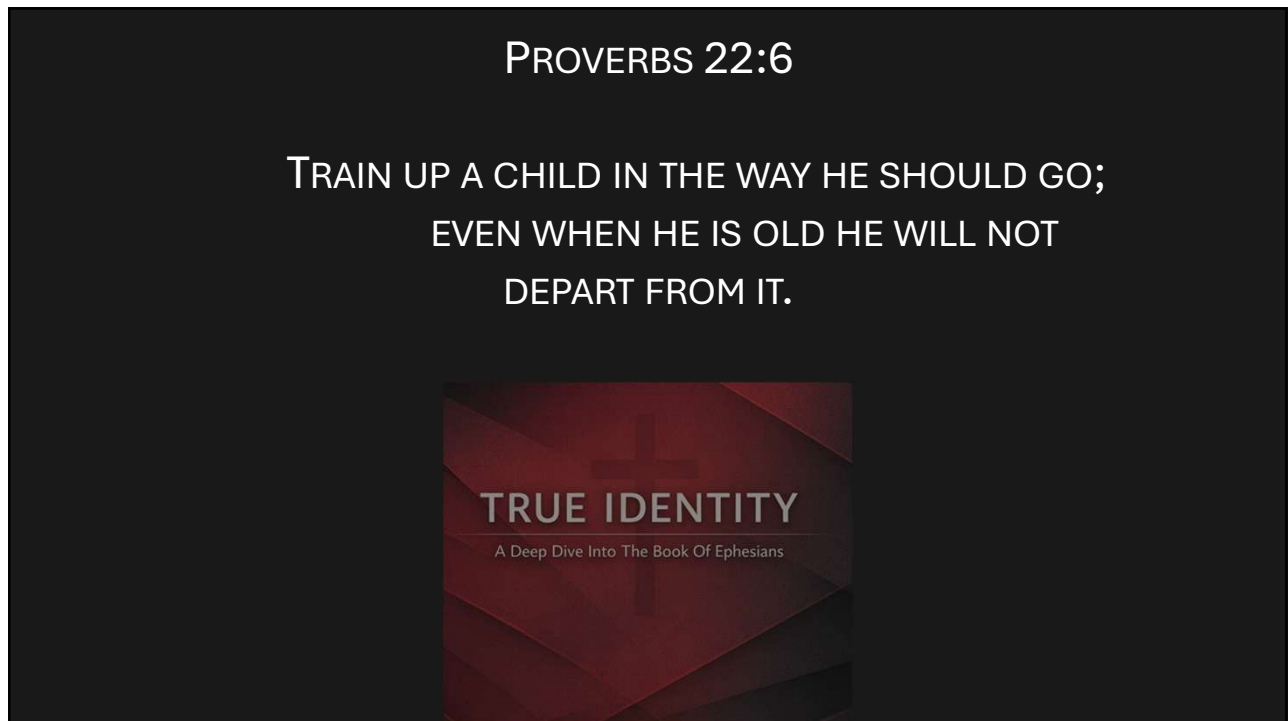 PROVERBS 22:6
TRAIN UP A CHILD IN THE WAY HE SHOULD GO;
EVEN WHEN HE IS OLD HE WILL NOT
DEPART FROM IT.
TRUE IDENTITY
A Deep Dive Into The Book Of Ephesians